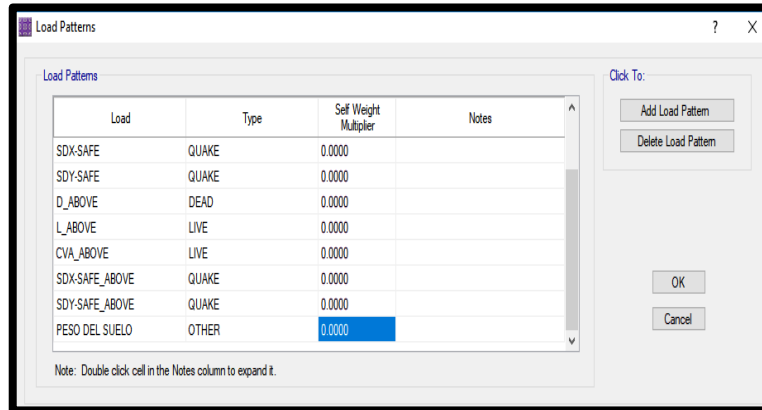 Load Patterns
?
X
Load Patterns
Click To:
Load Type Self Weight Multiplier Notes
SDX-SAFE QUAKE 0.0000
SDY-SAFE QUAKE 0.0000
D_ABOVE DEAD 0.0000
L_ABOVE LIVE 0.0000
CVA_ABOVE LIVE 0.0000
SDX-SAFE_ABOVE QUAKE 0.0000
SDY-SAFE_ABOVE QUAKE 0.0000
PESO DEL SUELO OTHER 0.0000
Note: Double click cell in the Notes column to expand it.
Add Load Pattern
Delete Load Pattern
OK
Cancel